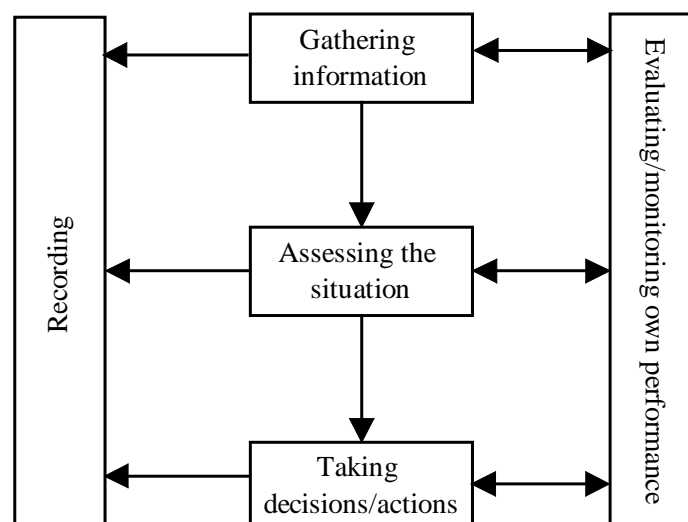 Gathering
information
Recording
Assessing the
situation
Evaluating/monitoring own performance
Taking
decisions/actions